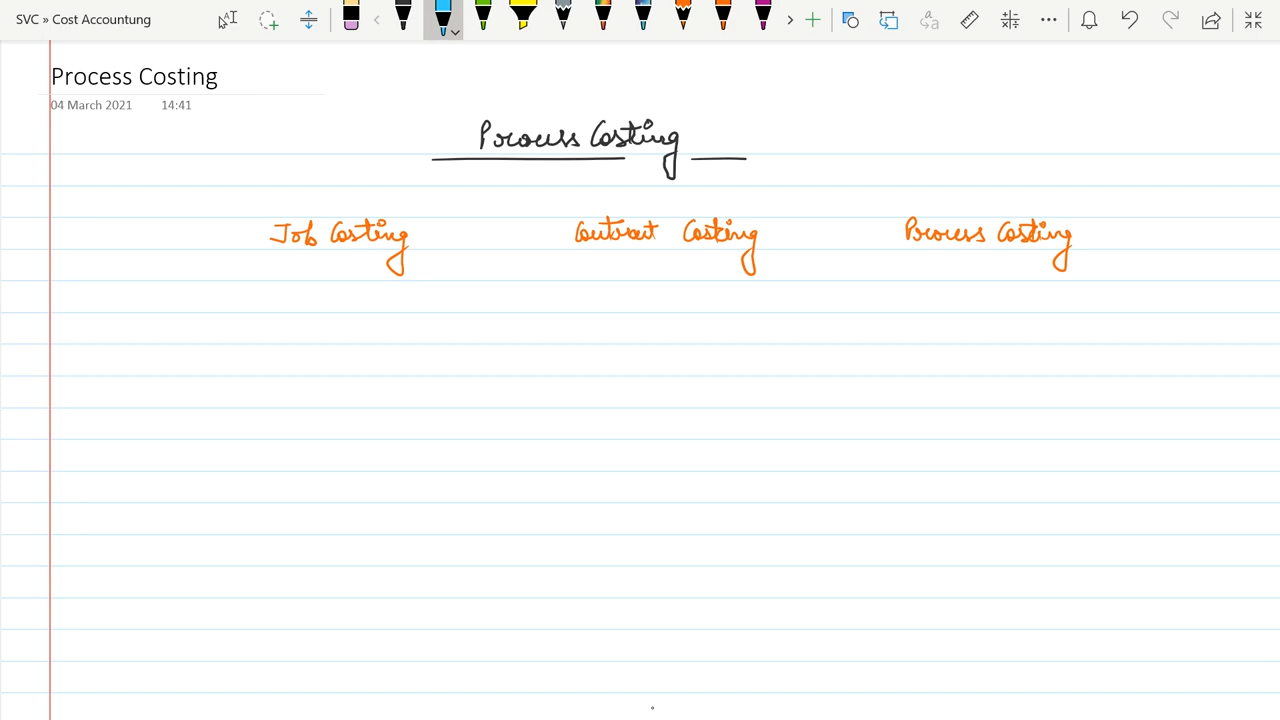 SVC » Cost Accountung
Process Costing
04 March 2021 14:41
Process Costing
Job Costing Contract Costing Process Costing